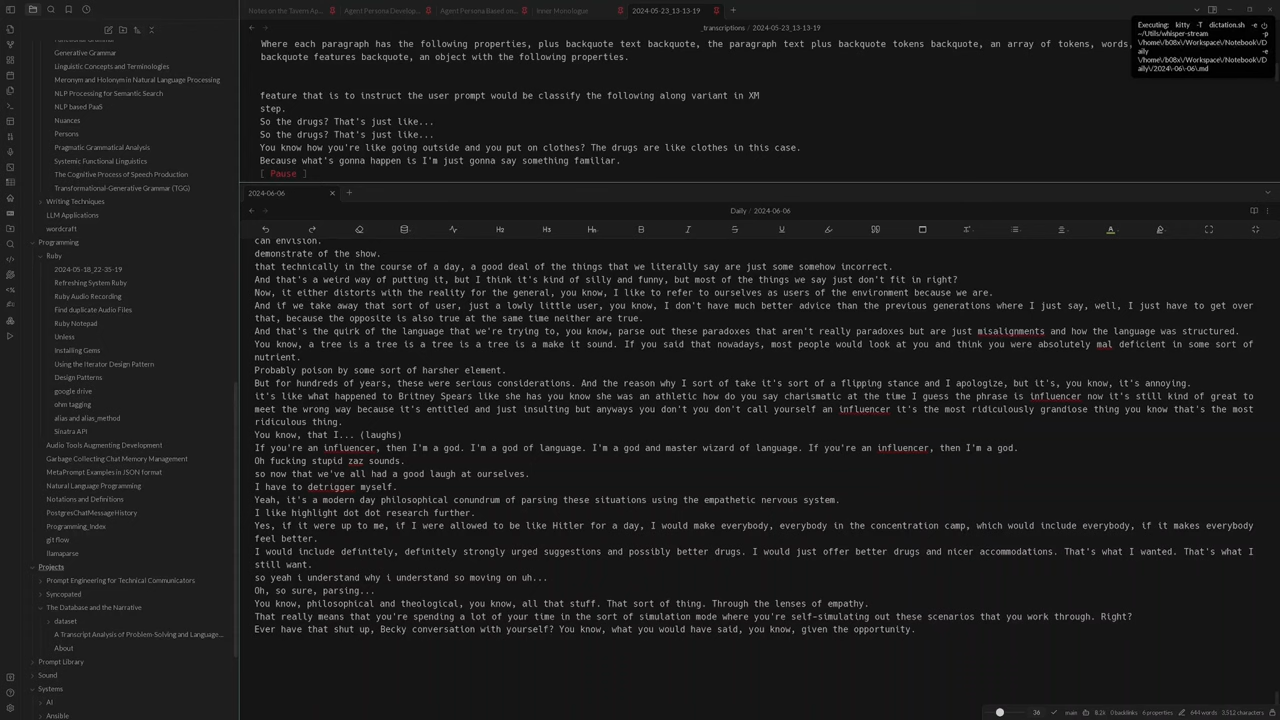 Notes on the Tavern Ap...
Agent Persona Develop...
Agent Persona Based on...
Inner Monologue
2024-05-23_13-13-19
_transcriptions / 2024-05-23_13-13-19
Executing: kitty -T dictation.sh -e
~/Utils/whisper-stream -p
\/home\/b08x\/Workspace\/Notebook\/D
aily -e
\/home\/b08x\/Workspace\/Notebook\/D
aily\/2024\-06\-06\.md
Where each paragraph has the following properties, plus backquote text backquote, the paragraph text plus backquote tokens backquote, an array of tokens, words,
backquote features backquote, an object with the following properties.
feature that is to instruct the user prompt would be classify the following along variant in XM
step.
So the drugs? That's just like...
So the drugs? That's just like...
You know how you're like going outside and you put on clothes? The drugs are like clothes in this case.
Because what's gonna happen is I'm just gonna say something familiar.
[ Pause ]
Generative Grammar
Linguistic Concepts and Terminologies
Meronym and Holonym in Natural Language Processing
NLP Processing for Semantic Search
NLP based PaaS
Nuances
Persons
Pragmatic Grammatical Analysis
Systemic Functional Linguistics
The Cognitive Process of Speech Production
Transformational-Generative Grammar (TGG)
Writing Techniques
LLM Applications
wordcraft
Programming
Ruby
2024-05-18_22-35-19
Refreshing System Ruby
Ruby Audio Recording
Find duplicate Audio Files
Ruby Notepad
Unless
Installing Gems
Using the Iterator Design Pattern
Design Patterns
google drive
ohm tagging
alias and alias_method
Sinatra API
Audio Tools Augmenting Development
Garbage Collecting Chat Memory Management
MetaPrompt Examples in JSON format
Natural Language Programming
Notations and Definitions
PostgresChatMessageHistory
Programming_Index
git flow
llamaparse
Projects
Prompt Engineering for Technical Communicators
Syncopated
The Database and the Narrative
dataset
A Transcript Analysis of Problem-Solving and Language...
About
Prompt Library
Sound
Systems
AI
Ansible
2024-06-06
Daily / 2024-06-06
H2
H3
Hn
B
I
S
U
can envision.
demonstrate of the show.
that technically in the course of a day, a good deal of the things that we literally say are just some somehow incorrect.
And that's a weird way of putting it, but I think it's kind of silly and funny, but most of the things we say just don't fit in right?
Now, it either distorts with the reality for the general, you know, I like to refer to ourselves as users of the environment because we are.
And if we take away that sort of user, just a lowly little user, you know, I don't have much better advice than the previous generations where I just say, well, I just have to get over
that, because the opposite is also true at the same time neither are true.
And that's the quirk of the language that we're trying to, you know, parse out these paradoxes that aren't really paradoxes but are just misalignments and how the language was structured.
You know, a tree is a tree is a tree is a tree is a make it sound. If you said that nowadays, most people would look at you and think you were absolutely mal deficient in some sort of
nutrient.
Probably poison by some sort of harsher element.
But for hundreds of years, these were serious considerations. And the reason why I sort of take it's sort of a flipping stance and I apologize, but it's, you know, it's annoying.
it's like what happened to Britney Spears like she has you know she was an athletic how do you say charismatic at the time I guess the phrase is influencer now it's still kind of great to
meet the wrong way because it's entitled and just insulting but anyways you don't you don't call yourself an influencer it's the most ridiculously grandiose thing you know that's the most
ridiculous thing.
You know, that I... (laughs)
If you're an influencer, then I'm a god. I'm a god of language. I'm a god and master wizard of language. If you're an influencer, then I'm a god.
Oh fucking stupid zaz sounds.
so now that we've all had a good laugh at ourselves.
I have to detrigger myself.
Yeah, it's a modern day philosophical conundrum of parsing these situations using the empathetic nervous system.
I like highlight dot dot research further.
Yes, if it were up to me, if I were allowed to be like Hitler for a day, I would make everybody, everybody in the concentration camp, which would include everybody, if it makes everybody
feel better.
I would include definitely, definitely strongly urged suggestions and possibly better drugs. I would just offer better drugs and nicer accommodations. That's what I wanted. That's what I
still want.
so yeah i understand why i understand so moving on uh...
Oh, so sure, parsing...
You know, philosophical and theological, you know, all that stuff. That sort of thing. Through the lenses of empathy.
That really means that you're spending a lot of your time in the sort of simulation mode where you're self-simulating out these scenarios that you work through. Right?
Ever have that shut up, Becky conversation with yourself? You know, what you would have said, you know, given the opportunity.
36
main
8.2k
0 backlinks
6 properties
644 words
3,512 characters